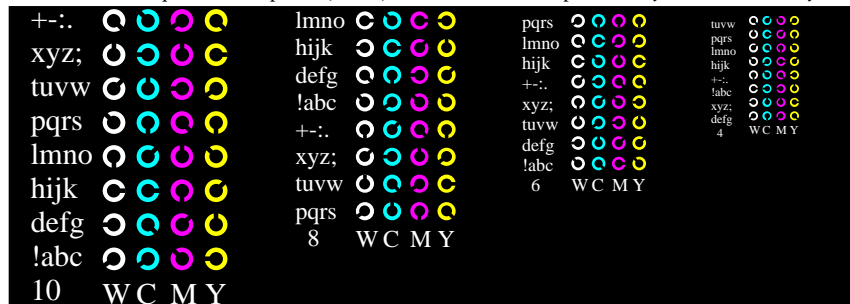 +-:.
xyz;
tuvw
pqrs
lmno
hijk
defg
!abc
10 W C M Y
lmno
hijk
defg
!abc
+-:.
xyz;
tuvw
pqrs
8 W C M Y
pqrs
lmno
hijk
+-:.
xyz;
tuvw
defg
!abc
6 W C M Y
tuvw
pqrs
lmno
hijk
+-:.
!abc
xyz;
defg
4 W C M Y